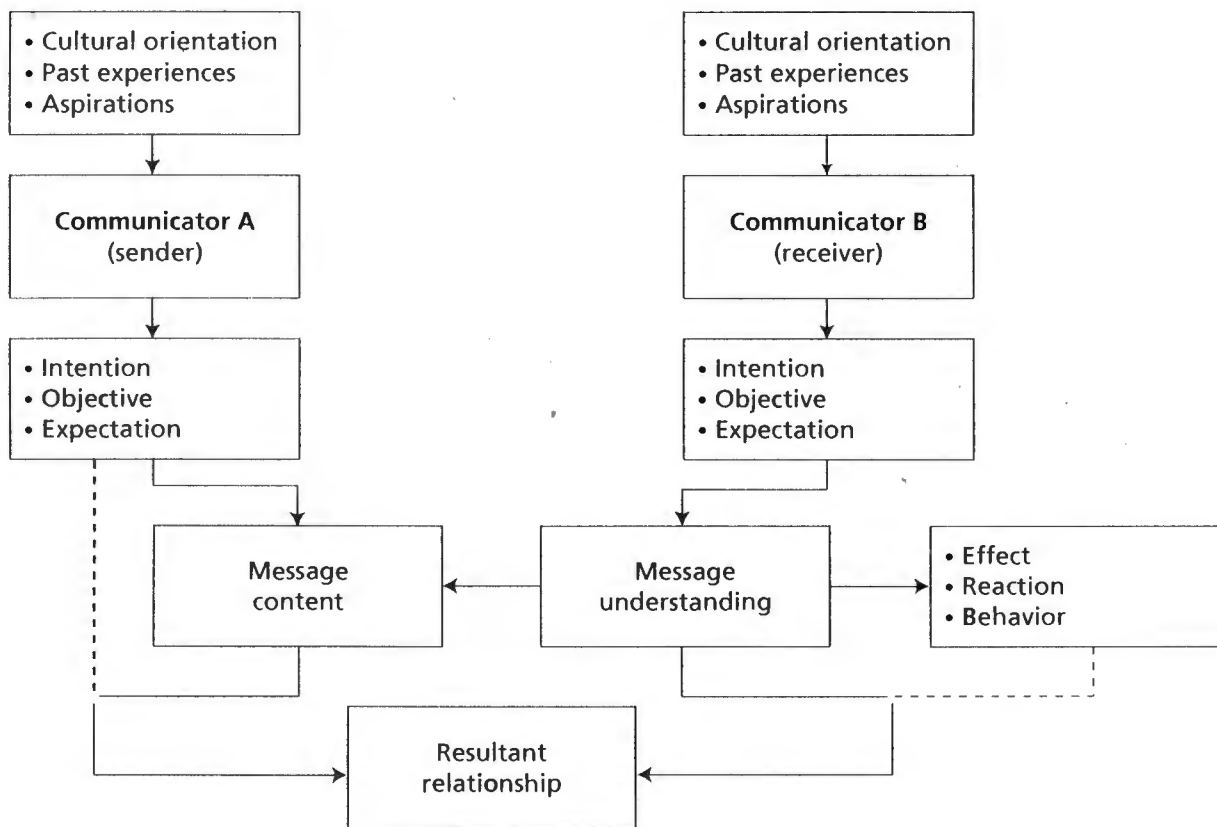 • Cultural orientation
• Past experiences
• Aspirations
• Cultural orientation
• Past experiences
• Aspirations
Communicator A
(sender)
Communicator B
(receiver)
• Intention
• Objective
• Expectation
• Intention
• Objective
• Expectation
Message
content
Message
understanding
• Effect
• Reaction
• Behavior
Resultant
relationship